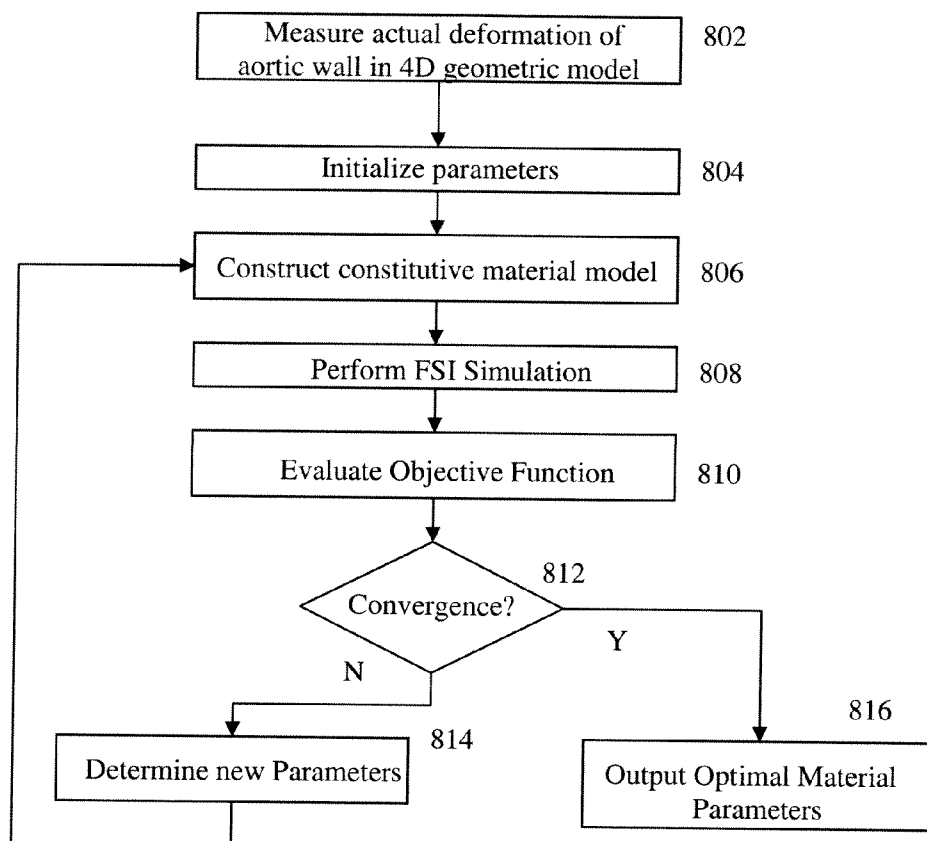 Measure actual deformation of
aortic wall in 4D geometric model
802
Initialize parameters
804
Construct constitutive material model
806
Perform FSI Simulation
808
Evaluate Objective Function
810
812
Convergence?
Y
N
814
816
Determine new Parameters
Output Optimal Material
Parameters